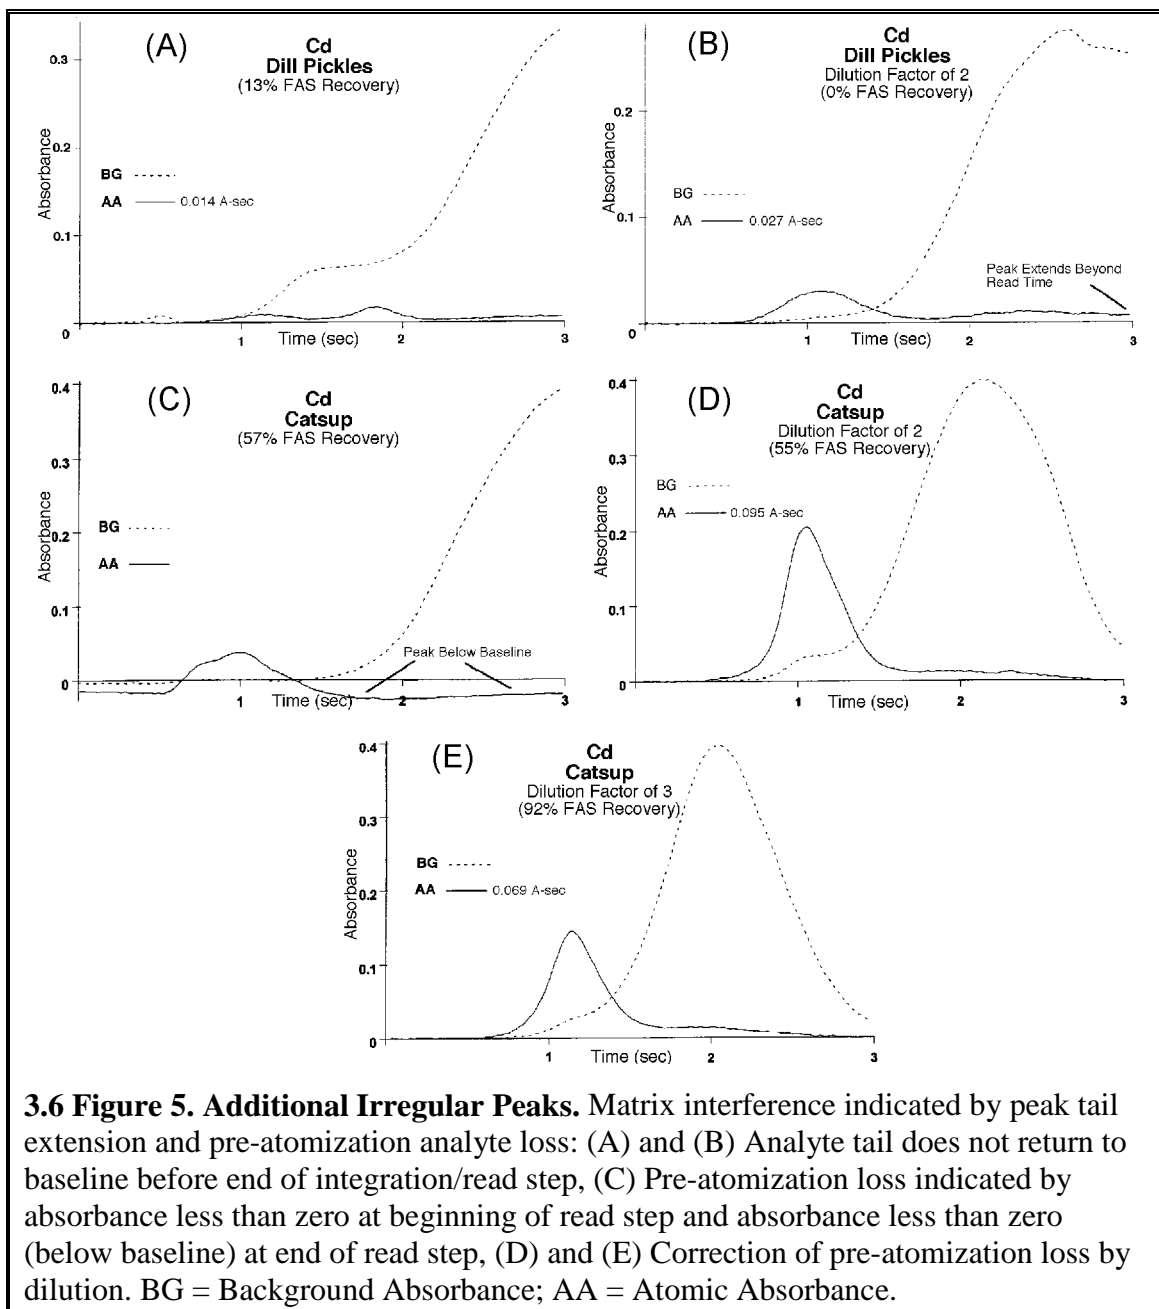 (A)
Cd
Dill Pickles
(13% FAS Recovery)
0.3
0.2
0.1
0
Absorbance
BG
AA 0.014 A-sec
1
2
3
Time (sec)
(B)
Cd
Dill Pickles
Dilution Factor of 2
(0% FAS Recovery)
0.2
0.1
0
Absorbance
BG
AA 0.027 A-sec
Peak Extends Beyond
Read Time
1
2
3
Time (sec)
(C)
Cd
Catsup
(57% FAS Recovery)
0.4
0.3
0.2
0.1
0
Absorbance
BG
AA
Peak Below Baseline
1
2
3
Time (sec)
(D)
Cd
Catsup
Dilution Factor of 2
(55% FAS Recovery)
0.4
0.3
0.2
0.1
0
Absorbance
BG
AA 0.095 A-sec
1
2
3
Time (sec)
(E)
Cd
Catsup
Dilution Factor of 3
(92% FAS Recovery)
0.4
0.3
0.2
0.1
0
Absorbance
BG
AA 0.069 A-sec
1
2
3
Time (sec)
3.6 Figure 5. Additional Irregular Peaks. Matrix interference indicated by peak tail
extension and pre-atomization analyte loss: (A) and (B) Analyte tail does not return to
baseline before end of integration/read step, (C) Pre-atomization loss indicated by
absorbance less than zero at beginning of read step and absorbance less than zero
(below baseline) at end of read step, (D) and (E) Correction of pre-atomization loss by
dilution. BG = Background Absorbance; AA = Atomic Absorbance.